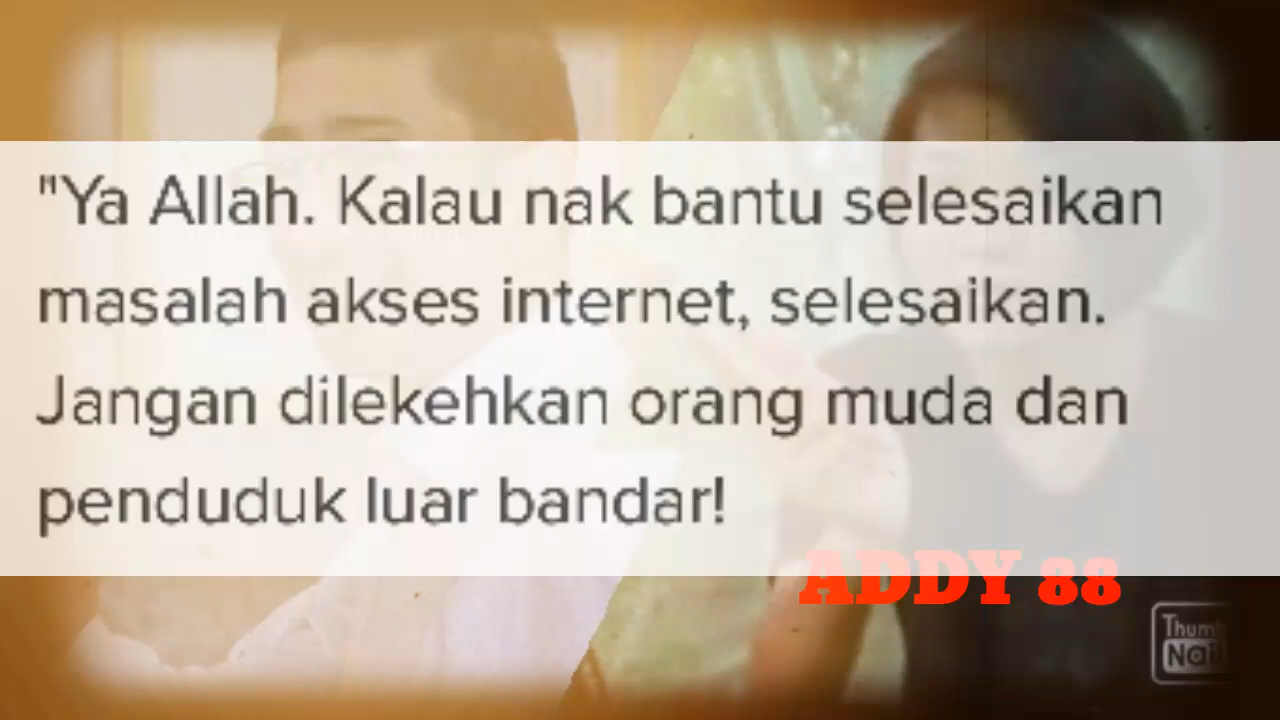 "Ya Allah. Kalau nak bantu selesaikan
masalah akses internet, selesaikan.
Jangan dilekehkan orang muda dan
penduduk luar bandar!
ADDY 88
Thumb
Nail